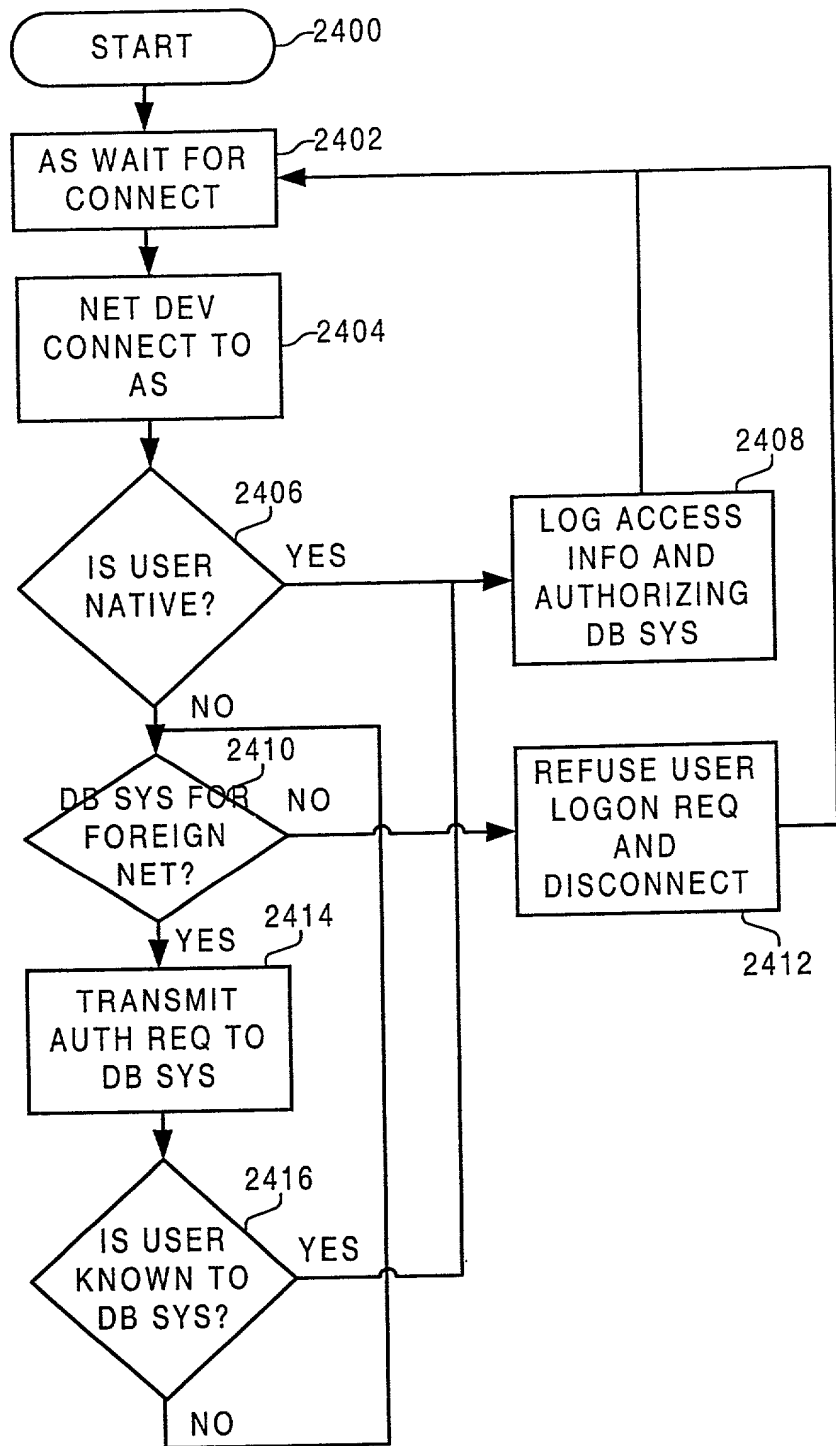 START
2400
AS WAIT FOR
CONNECT
2402
NET DEV
CONNECT TO
AS
2404
2406
IS USER
NATIVE?
YES
NO
2408
LOG ACCESS
INFO AND
AUTHORIZING
DB SYS
2410
DB SYS FOR
FOREIGN
NET?
NO
YES
REFUSE USER
LOGON REQ
AND
DISCONNECT
2412
2414
TRANSMIT
AUTH REQ TO
DB SYS
2416
IS USER
KNOWN TO
DB SYS?
YES
NO